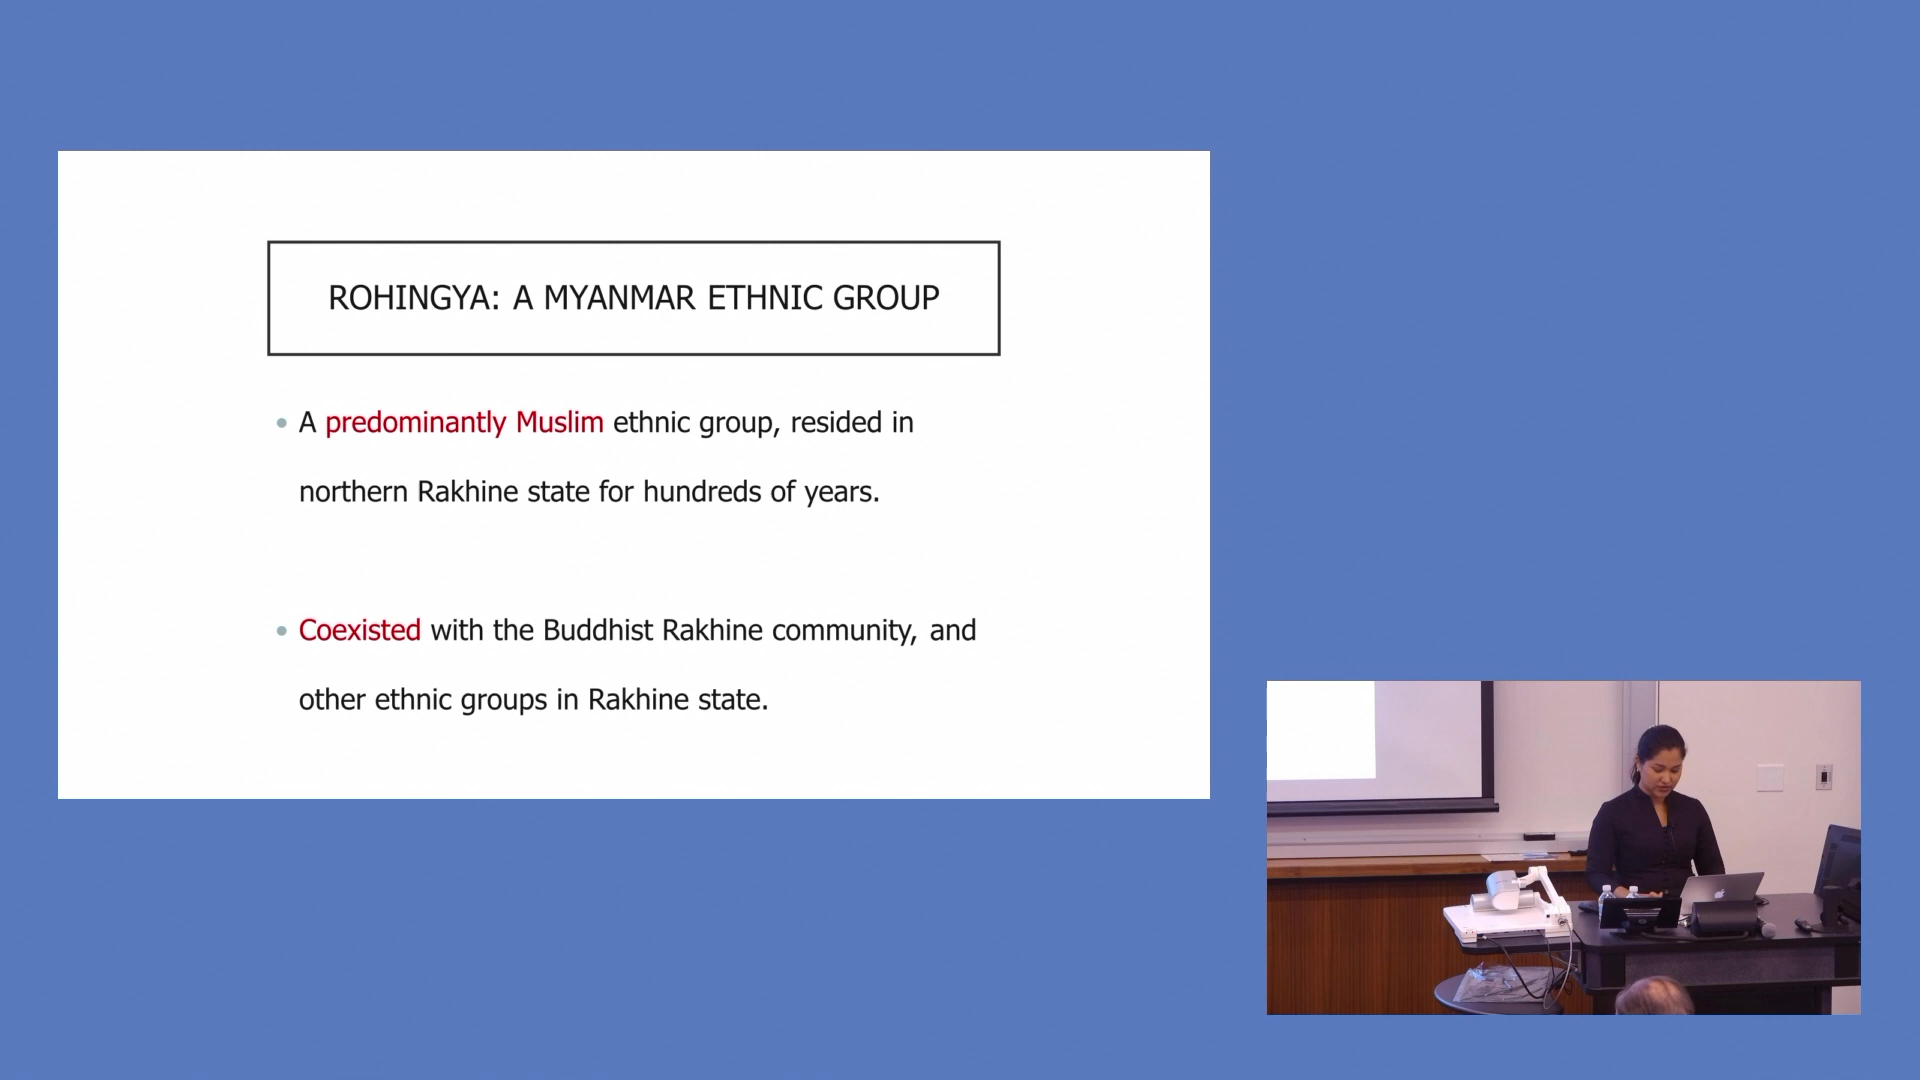 ROHINGYA: A MYANMAR ETHNIC GROUP
• A predominantly Muslim ethnic group, resided in
northern Rakhine state for hundreds of years.
• Coexisted with the Buddhist Rakhine community, and
other ethnic groups in Rakhine state.